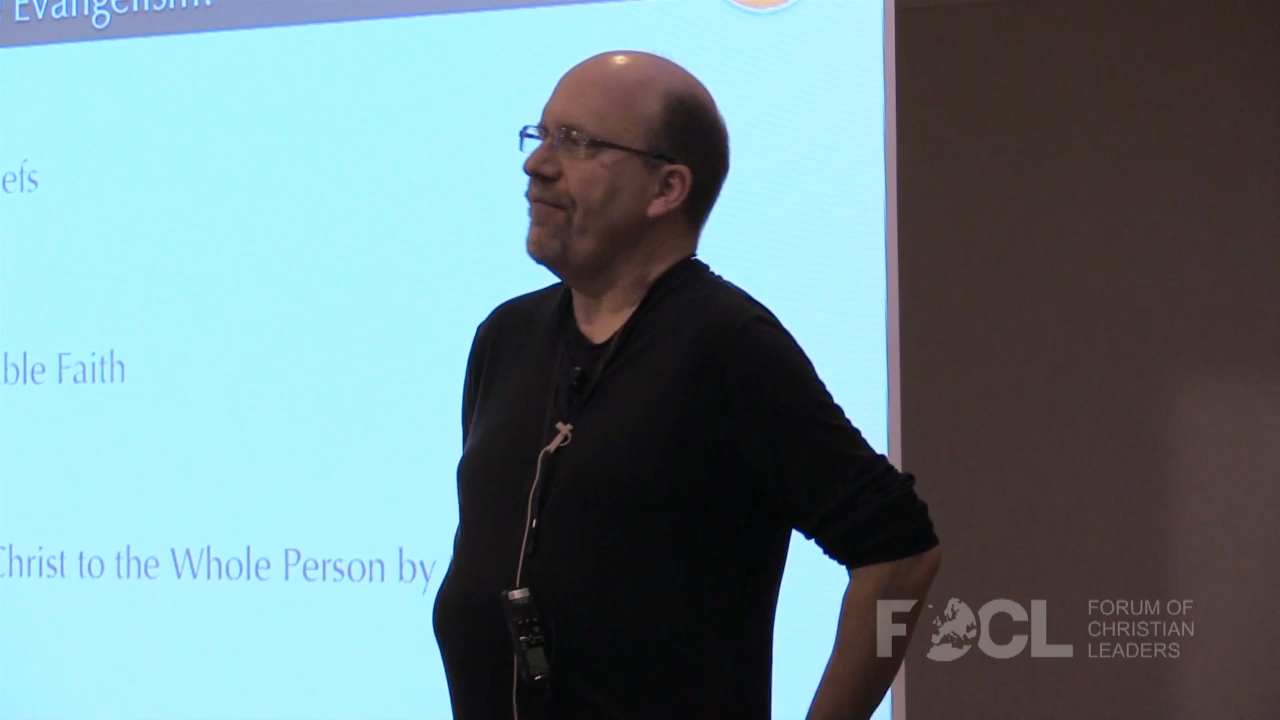 Evangelism?
efs
ble Faith
Christ to the Whole Person by
FOCL
FORUM OF
CHRISTIAN
LEADERS